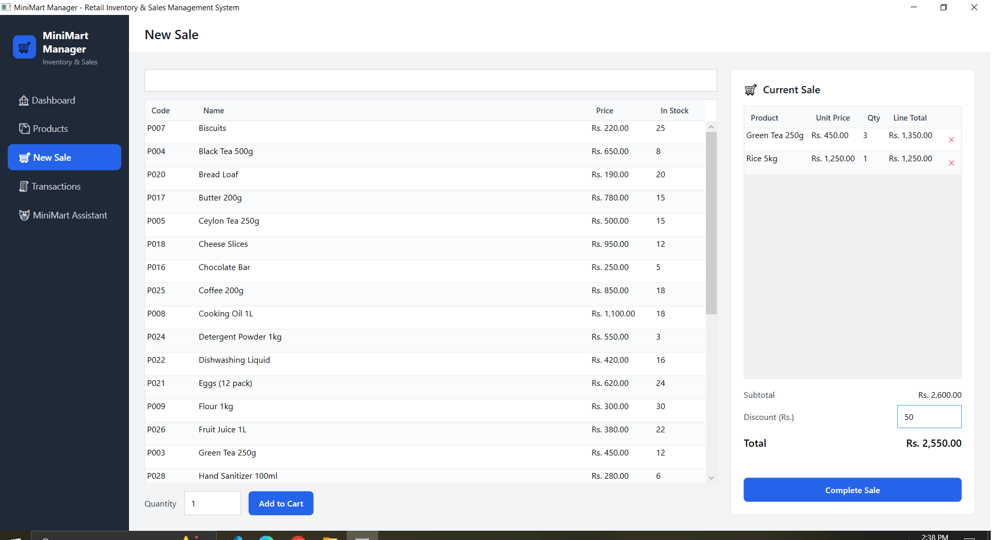 MiniMart Manager - Retail Inventory & Sales Management System
MiniMart
Manager
Inventory & Sales
Dashboard
Products
New Sale
Transactions
MiniMart Assistant
New Sale
Code Name Price In Stock
P007 Biscuits Rs. 220.00 25
P004 Black Tea 500g Rs. 650.00 8
P020 Bread Loaf Rs. 190.00 20
P017 Butter 200g Rs. 780.00 15
P005 Ceylon Tea 250g Rs. 500.00 15
P018 Cheese Slices Rs. 950.00 12
P016 Chocolate Bar Rs. 250.00 5
P025 Coffee 200g Rs. 850.00 18
P008 Cooking Oil 1L Rs. 1,100.00 18
P024 Detergent Powder 1kg Rs. 550.00 3
P022 Dishwashing Liquid Rs. 420.00 16
P021 Eggs (12 pack) Rs. 620.00 24
P009 Flour 1kg Rs. 300.00 30
P026 Fruit Juice 1L Rs. 380.00 22
P003 Green Tea 250g Rs. 450.00 12
P028 Hand Sanitizer 100ml Rs. 280.00 6
Quantity 1 Add to Cart
Current Sale
Product Unit Price Qty Line Total
Green Tea 250g Rs. 450.00 3 Rs. 1,350.00
Rice 5kg Rs. 1,250.00 1 Rs. 1,250.00
Subtotal Rs. 2,600.00
Discount (Rs.) 50
Total Rs. 2,550.00
Complete Sale
2:38 PM